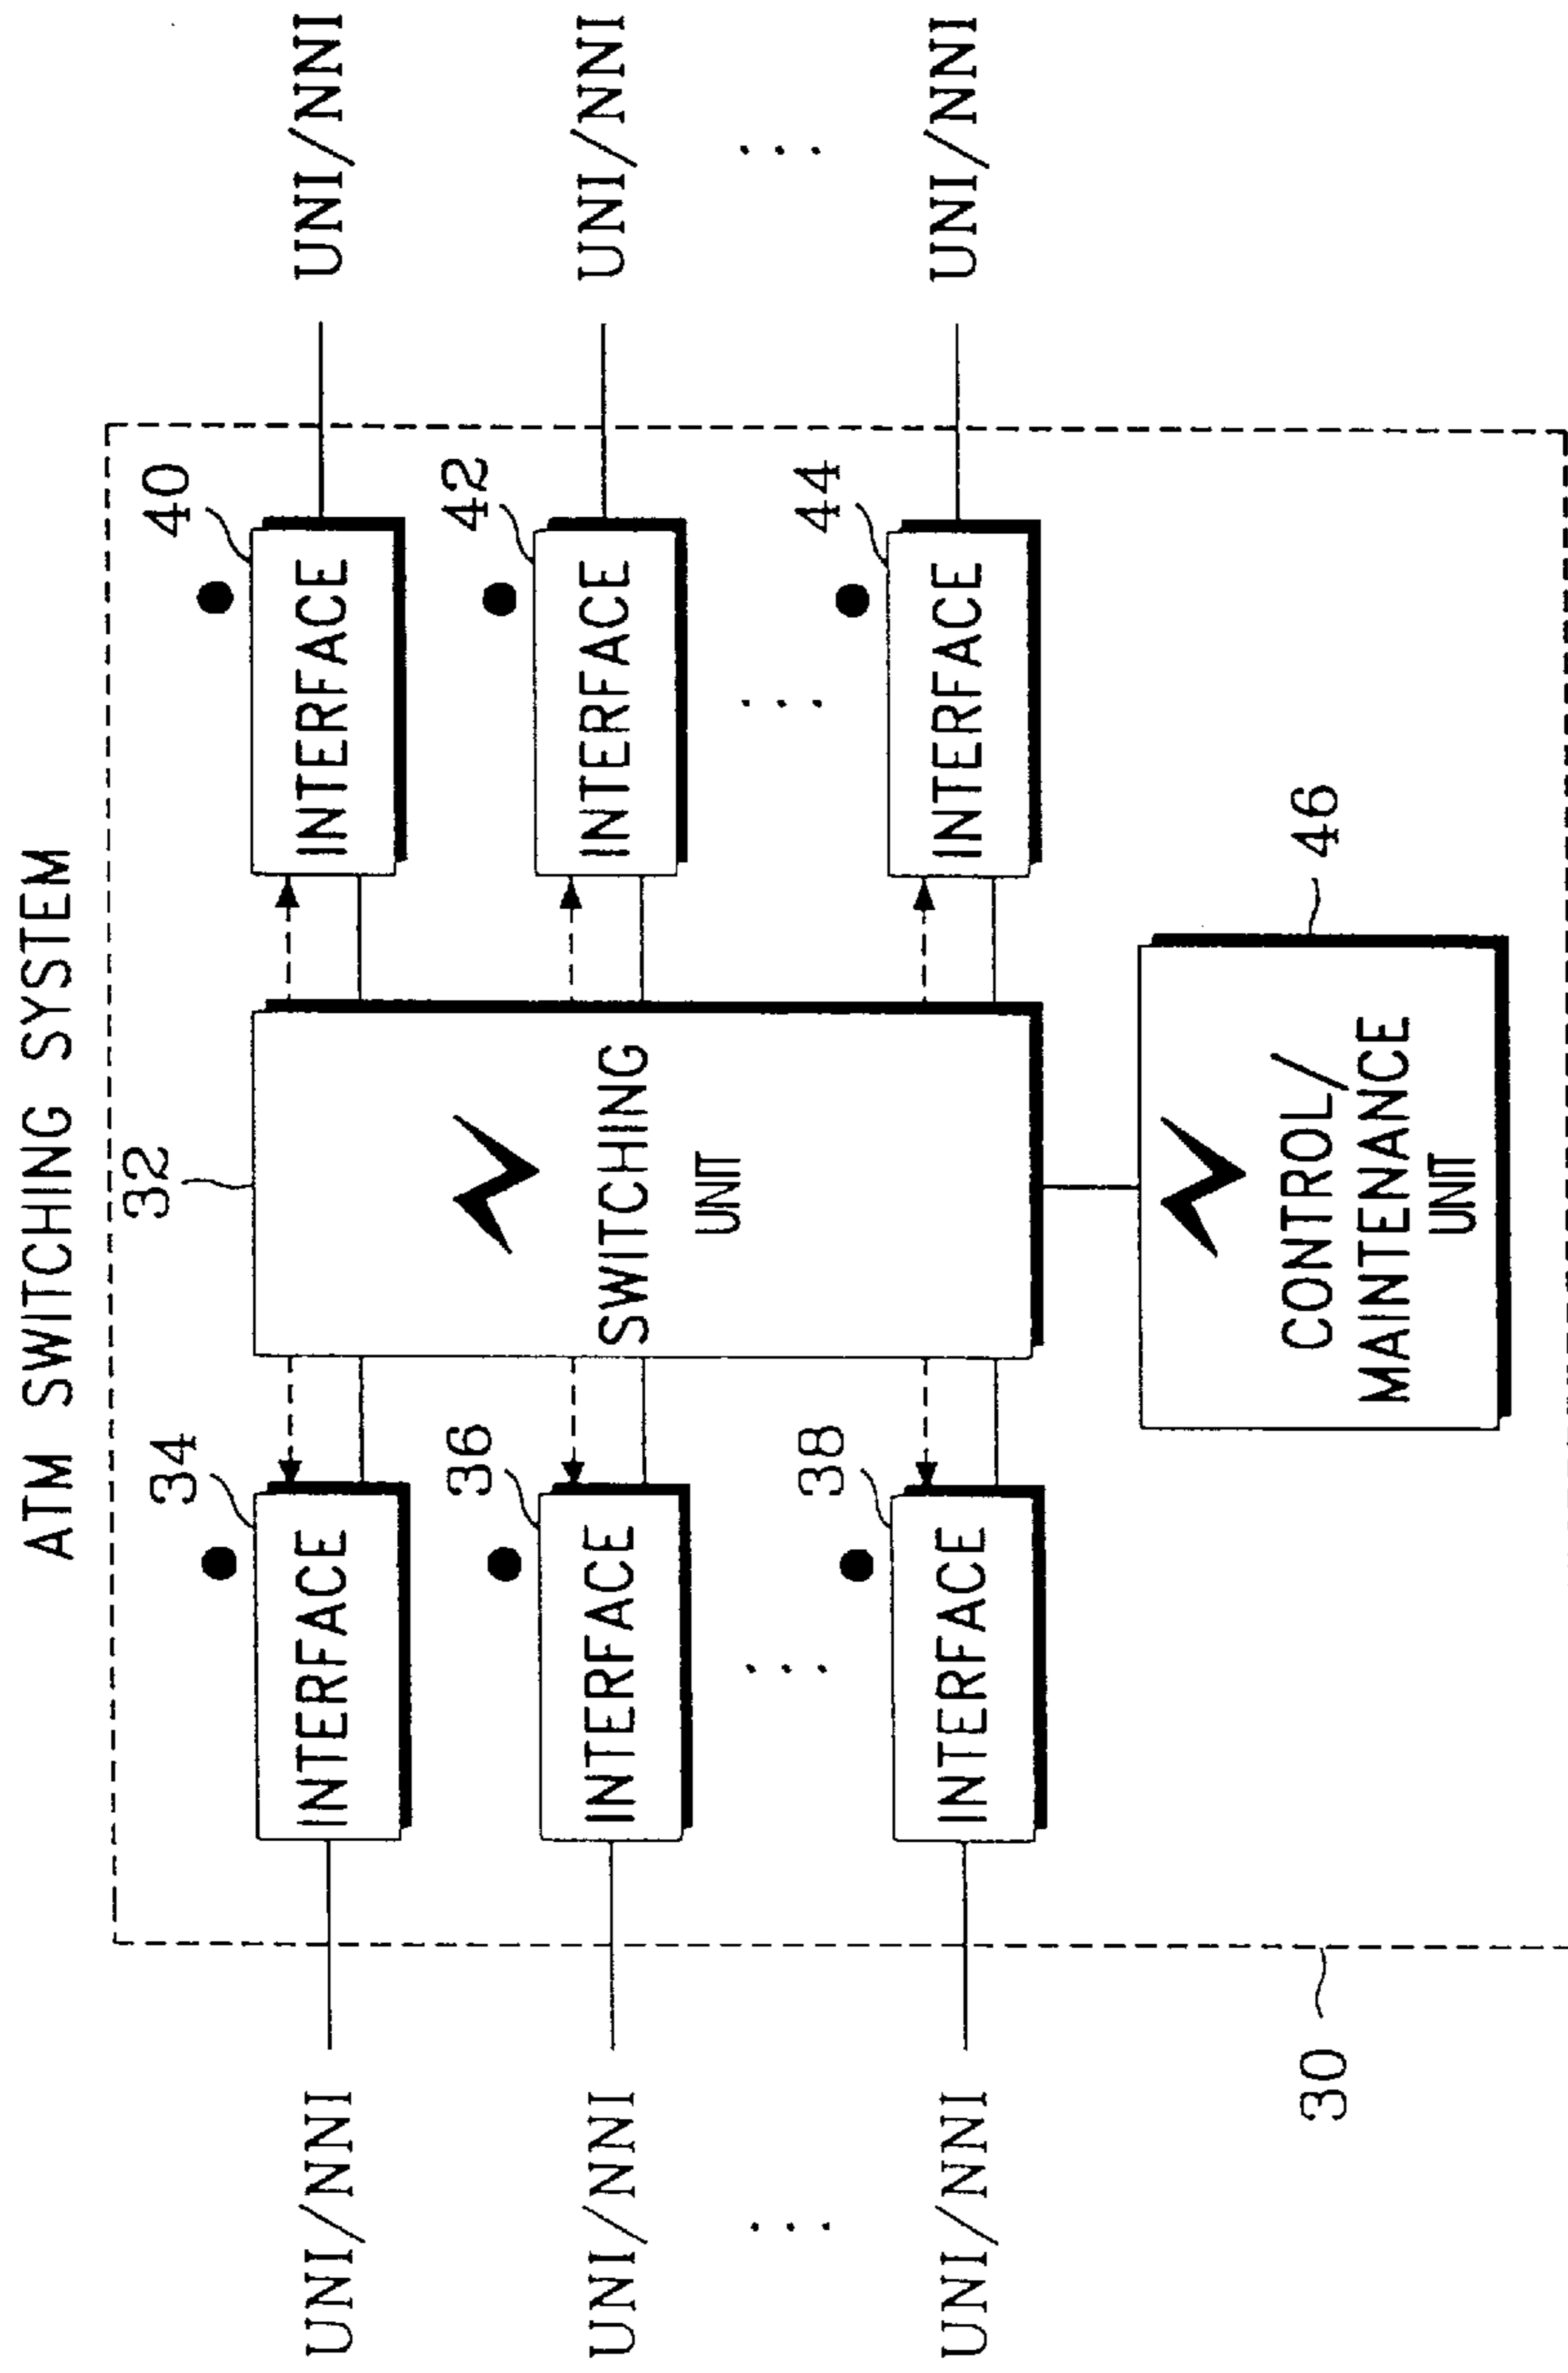 ATM SWITCHING SYSTEM
32
34
40
UNI/NNI
INTERFACE
INTERFACE
UNI/NNI
36
42
UNI/NNI
INTERFACE
SWITCHING
UNIT
INTERFACE
UNI/NNI
...
...
...
...
38
44
UNI/NNI
INTERFACE
INTERFACE
UNI/NNI
46
CONTROL/
MAINTENANCE
UNIT
30